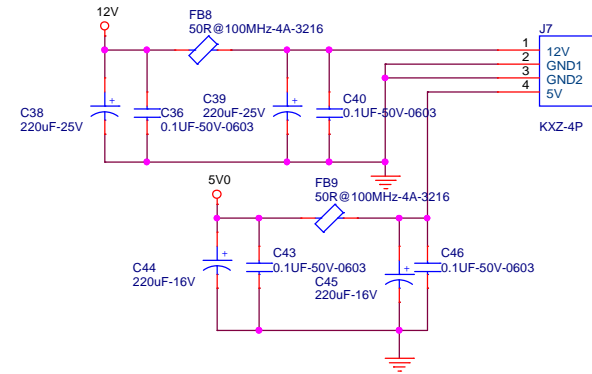 12V
FB8
50R@100MHz-4A-3216
J7
1
12V
2
GND1
3
GND2
4
5V
KXZ-4P
C38
220uF-25V
+
C36
0.1UF-50V-0603
C39
220uF-25V
+
C40
0.1UF-50V-0603
5V0
FB9
50R@100MHz-4A-3216
C44
220uF-16V
+
C43
0.1UF-50V-0603
C45
220uF-16V
+
C46
0.1UF-50V-0603